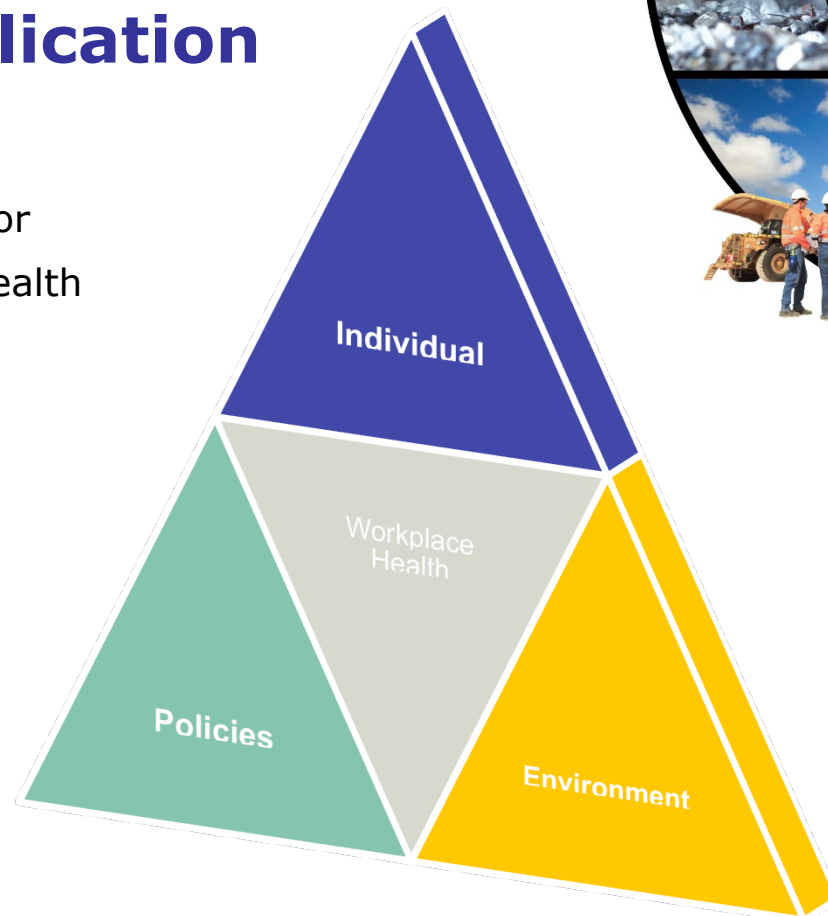 lication
or
ealth
Individual
Workplace
Health
Policies
Environment